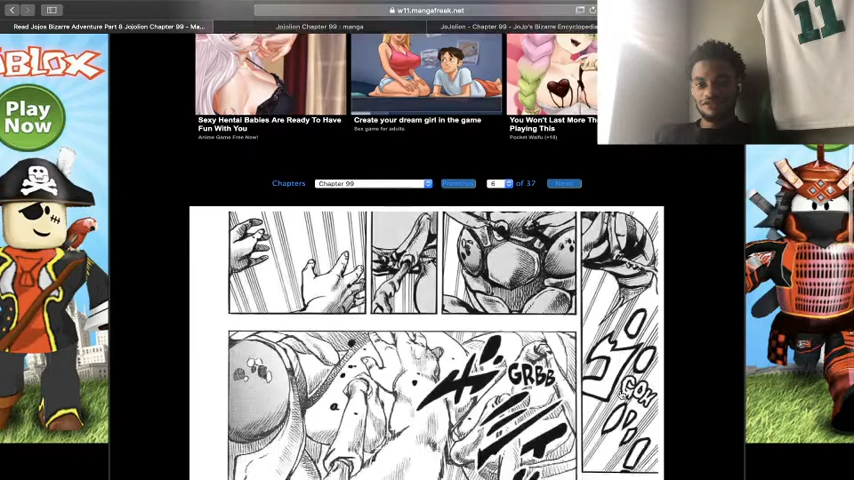 w11.mangafreek.net
Read Jojos Bizarre Adventure Part 8 Jojolion Chapter 99 - Ma...
Jojolion Chapter 99 : manga
JoJolion - Chapter 99 - JoJo's Bizarre Encyclopedia
BLOX
Play
Now
Sexy Hentai Babies Are Ready To Have
Fun With You
Anime Game Free Now!
Create your dream girl in the game
Sex game for adults
You Won't Last More Th
Playing This
Pocket Waifu (+18)
11
Chapters
Chapter 99
Previous
6
of 37
Next
GRBB
GOH